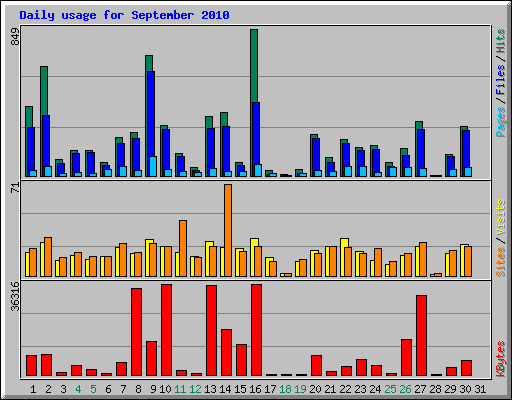 Daily usage for September 2010
849
Pages / Files / Hits
71
Sites / Visits
36316
KBytes
1 2 3 4 5 6 7 8 9 10 11 12 13 14 15 16 17 18 19 20 21 22 23 24 25 26 27 28 29 30 31